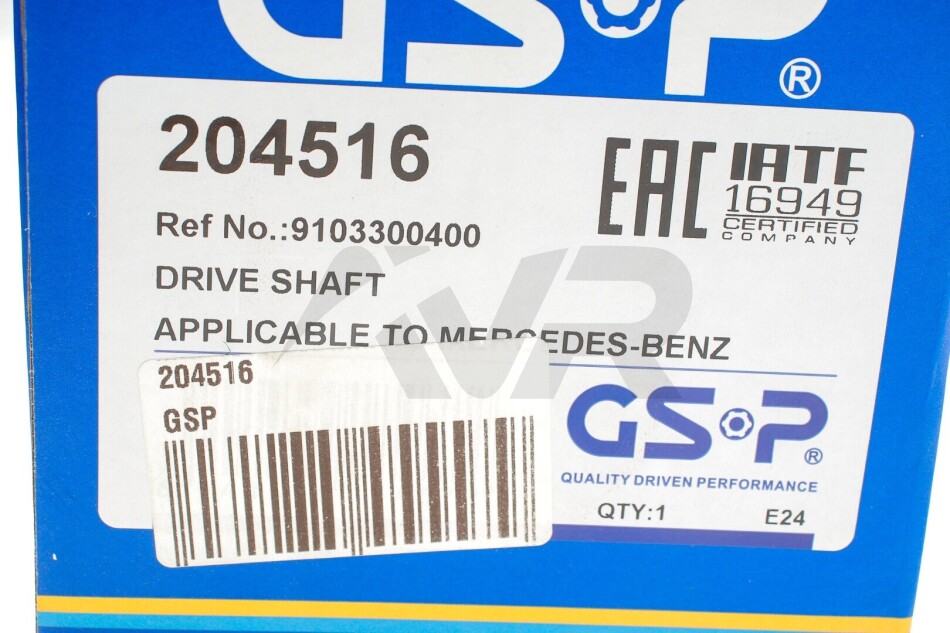 GSP®
204516
EAC IATF
16949
CERTIFIED
COMPANY
Ref No.:9103300400
DRIVE SHAFT
APPLICABLE TO MERCEDES-BENZ
204516
GSP
GSP®
QUALITY DRIVEN PERFORMANCE
QTY:1 E24
VR